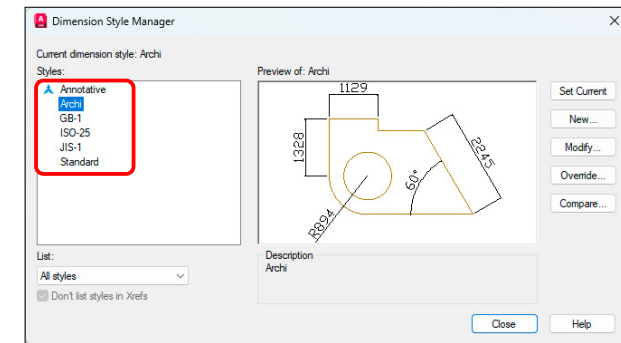 Dimension Style Manager
Current dimension style: Archi
Styles:
Annotative
Archi
GB-1
ISO-25
JIS-1
Standard
List:
All styles
Don't list styles in Xrefs
Preview of: Archi
1129
1328
2245
60°
R894
Description
Archi
Set Current
New...
Modify...
Override...
Compare...
Close
Help